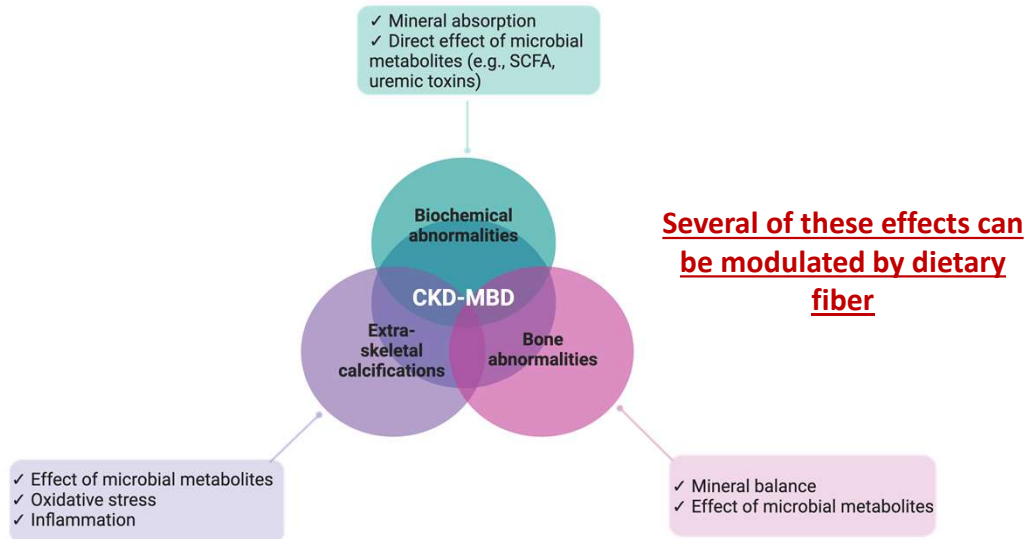 ✓ Mineral absorption
✓ Direct effect of microbial
metabolites (e.g., SCFA,
uremic toxins)
Biochemical
abnormalities
Several of these effects can
be modulated by dietary
fiber
CKD-MBD
Extra-
skeletal
calcifications
Bone
abnormalities
✓ Effect of microbial metabolites
✓ Oxidative stress
✓ Inflammation
✓ Mineral balance
✓ Effect of microbial metabolites